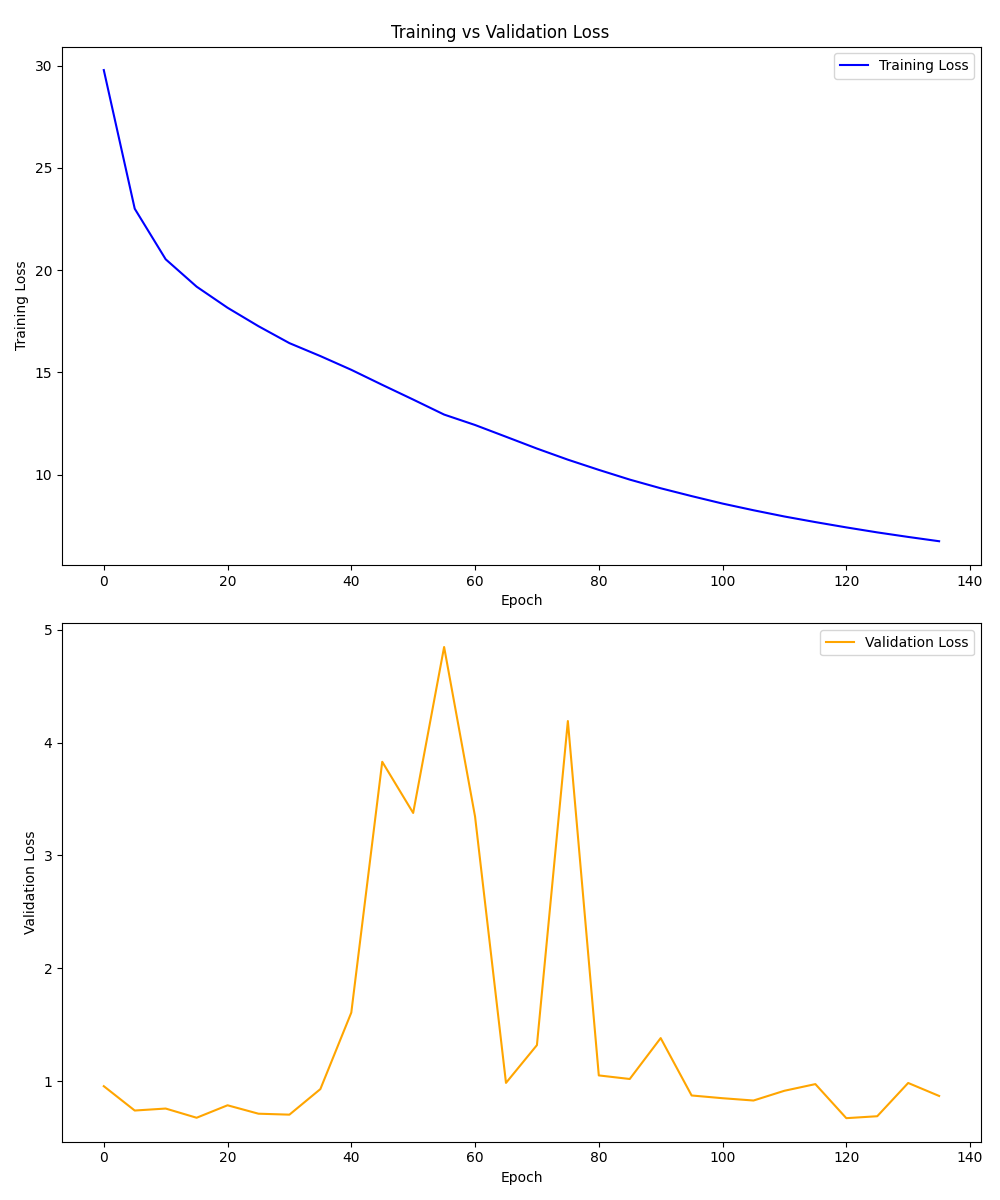 Training vs Validation Loss
Training Loss
30
25
20
15
10
Training Loss
0 20 40 60 80 100 120 140
Epoch
Validation Loss
5
4
3
2
1
Validation Loss
0 20 40 60 80 100 120 140
Epoch